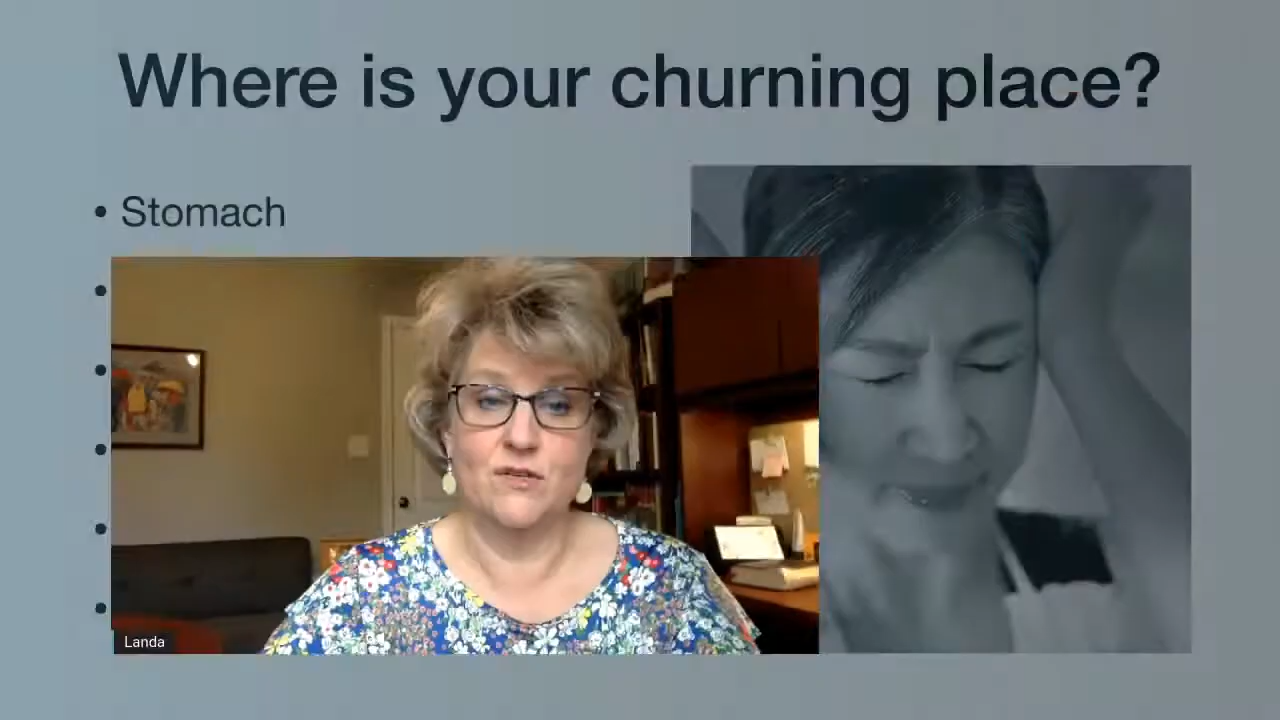 Where is your churning place?
• Stomach
•
•
•
•
•
Landa